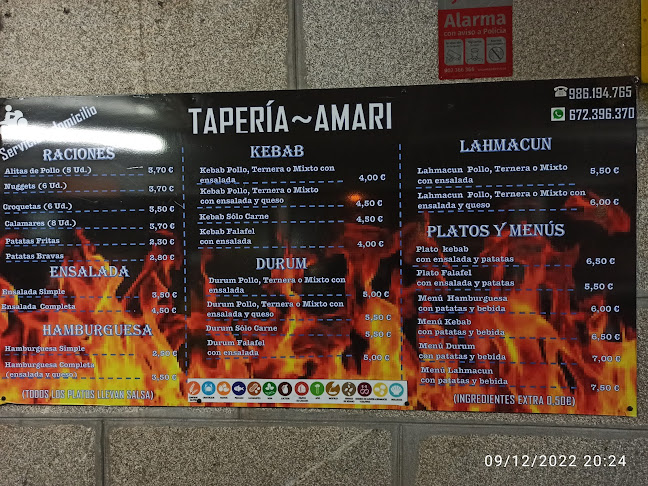 Alarma
con aviso a Policía
Servicio a domicilio
TAPERÍA~AMARI
986.194.765
672.396.370
RACIONES
Alitas de Pollo (5 Ud.) 3,70 €
Nuggets (6 Ud.) 3,70 €
Croquetas (6 Ud.) 3,50 €
Calamares (8 Ud.) 3,70 €
Patatas Fritas 2,30 €
Patatas Bravas 2,80 €
ENSALADA
Ensalada Simple 3,50 €
Ensalada Completa 4,50 €
HAMBURGUESA
Hamburguesa Simple 2,50 €
Hamburguesa Completa
(ensalada y queso) 3,50 €
(TODOS LOS PLATOS LLEVAN SALSA)
KEBAB
Kebab Pollo, Ternera o Mixto con
ensalada 4,00 €
Kebab Pollo, Ternera o Mixto
con ensalada y queso 4,50 €
Kebab Sólo Carne 4,50 €
Kebab Falafel
con ensalada 4,00 €
DURUM
Durum Pollo, Ternera o Mixto con
ensalada 5,00 €
Durum Pollo, Ternera o Mixto con
ensalada y queso 5,50 €
Durum Sólo Carne 5,50 €
Durum Falafel
con ensalada 5,00 €
LAHMACUN
Lahmacun Pollo, Ternera o Mixto
con ensalada 5,50 €
Lahmacun Pollo, Ternera o Mixto
con ensalada y queso 6,00 €
PLATOS Y MENÚS
Plato kebab
con ensalada y patatas 6,50 €
Plato Falafel
con ensalada y patatas 5,50 €
Menú Hamburguesa
con patatas y bebida 6,00 €
Menú Kebab
con patatas y bebida 6,50 €
Menú Durum
con patatas y bebida 7,00 €
Menú Lahmacun
con patatas y bebida 7,50 €
(INGREDIENTES EXTRA 0 50€)
09/12/2022 20:24